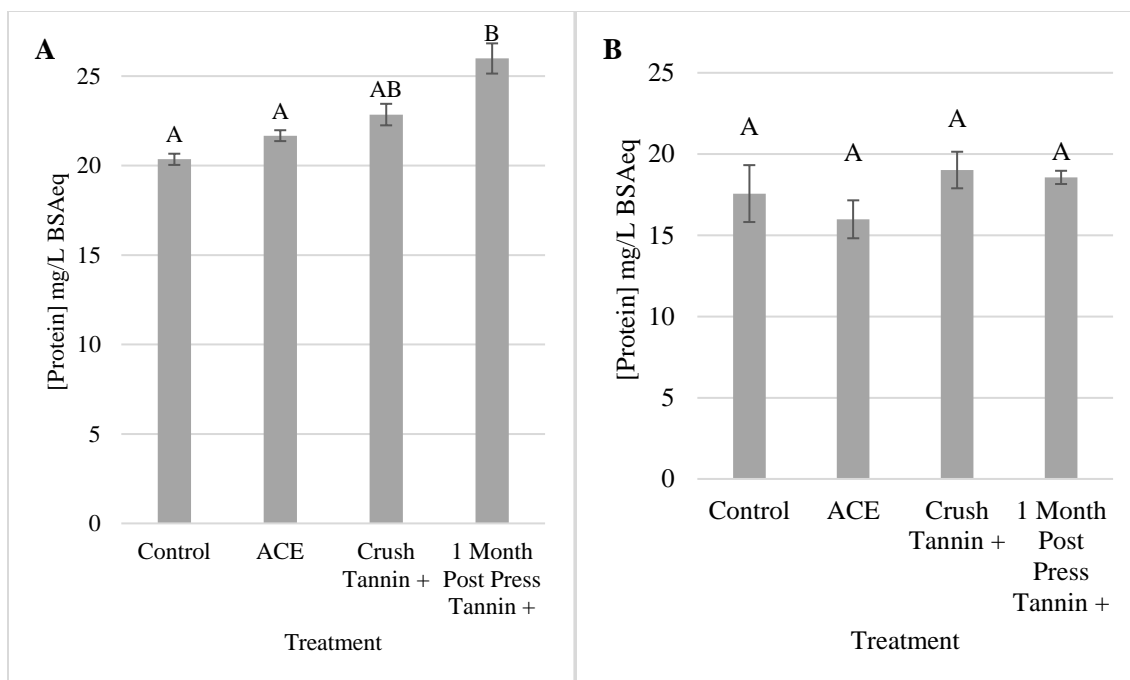 A
[Protein] mg/L BSAeq
25
20
15
10
5
0
A
A
AB
B
Control
ACE
Crush
Tannin +
1 Month
Post Press
Tannin +
Treatment
B
[Protein] mg/L BSAeq
25
20
15
10
5
0
A
A
A
A
Control
ACE
Crush
Tannin +
1 Month
Post
Press
Tannin +
Treatment